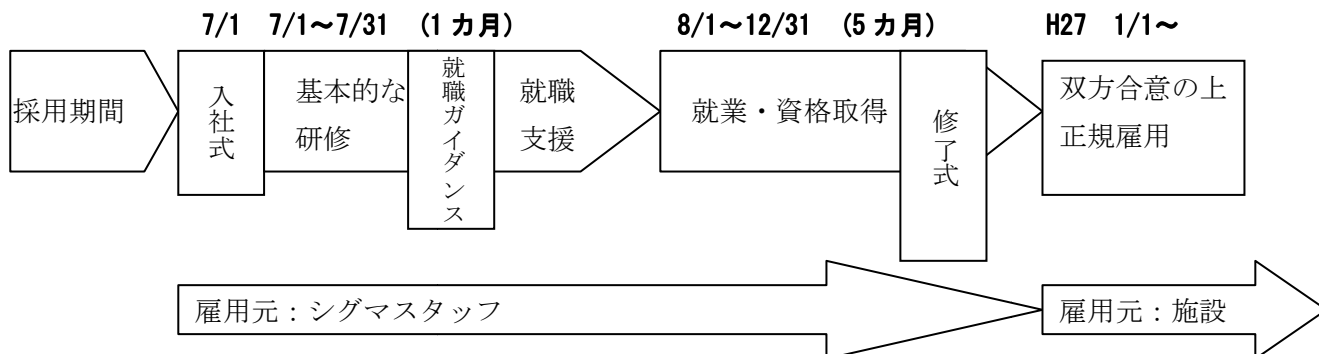 7/1 7/1~7/31 (1カ月) 8/1~12/31 (5カ月) H27 1/1~
採用期間
入社式
基本的な
研修
就職ガイダンス
就職
支援
就業・資格取得
修了式
双方合意の上
正規雇用
雇用元：シグマスタッフ
雇用元：施設